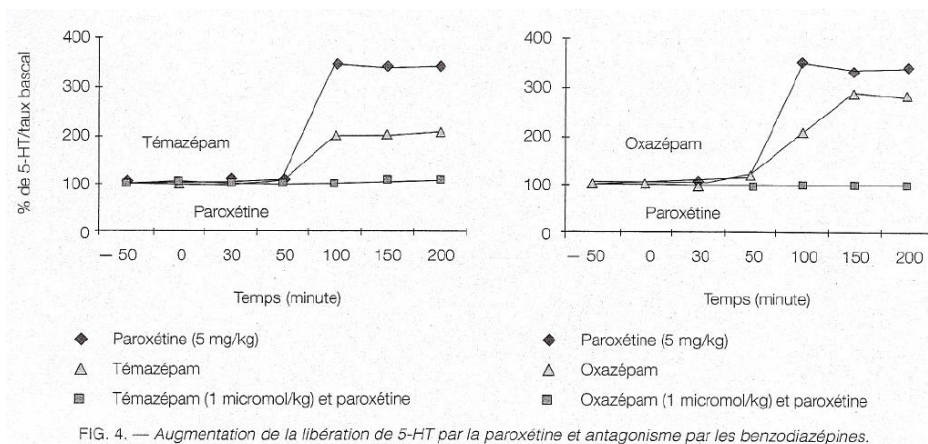 % de 5-HT/taux bascal
400
300
200
100
0
Témazépam
Paroxétine
– 50 0 30 50 100 150 200
Temps (minute)
◆ Paroxétine (5 mg/kg)
△ Témazépam
■ Témazépam (1 micromol/kg) et paroxétine
400
300
200
100
0
Oxazépam
Paroxétine
– 50 0 30 50 100 150 200
Temps (minute)
◆ Paroxétine (5 mg/kg)
△ Oxazépam
■ Oxazépam (1 micromol/kg) et paroxétine
FIG. 4. — Augmentation de la libération de 5-HT par la paroxétine et antagonisme par les benzodiazépines.